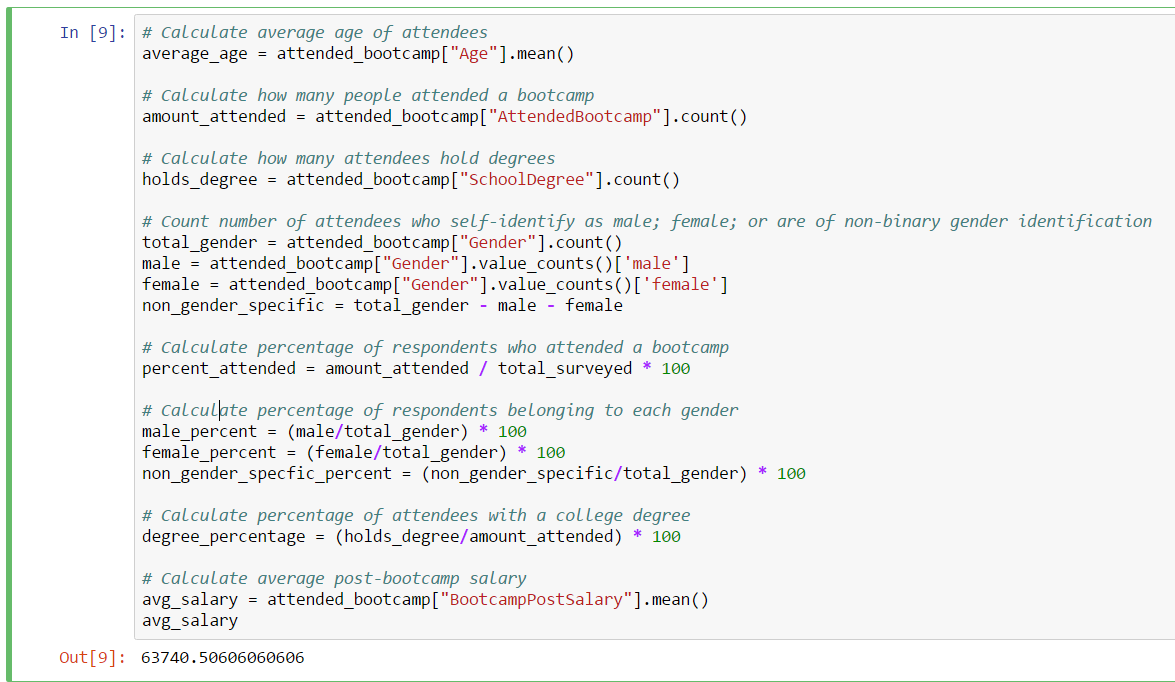 In [9]: # Calculate average age of attendees
average_age = attended_bootcamp["Age"].mean()
# Calculate how many people attended a bootcamp
amount_attended = attended_bootcamp["AttendedBootcamp"].count()
# Calculate how many attendees hold degrees
holds_degree = attended_bootcamp["SchoolDegree"].count()
# Count number of attendees who self-identify as male; female; or are of non-binary gender identification
total_gender = attended_bootcamp["Gender"].count()
male = attended_bootcamp["Gender"].value_counts()['male']
female = attended_bootcamp["Gender"].value_counts()['female']
non_gender_specific = total_gender - male - female
# Calculate percentage of respondents who attended a bootcamp
percent_attended = amount_attended / total_surveyed * 100
# Calculate percentage of respondents belonging to each gender
male_percent = (male/total_gender) * 100
female_percent = (female/total_gender) * 100
non_gender_specfic_percent = (non_gender_specific/total_gender) * 100
# Calculate percentage of attendees with a college degree
degree_percentage = (holds_degree/amount_attended) * 100
# Calculate average post-bootcamp salary
avg_salary = attended_bootcamp["BootcampPostSalary"].mean()
avg_salary
Out[9]: 63740.50606060606